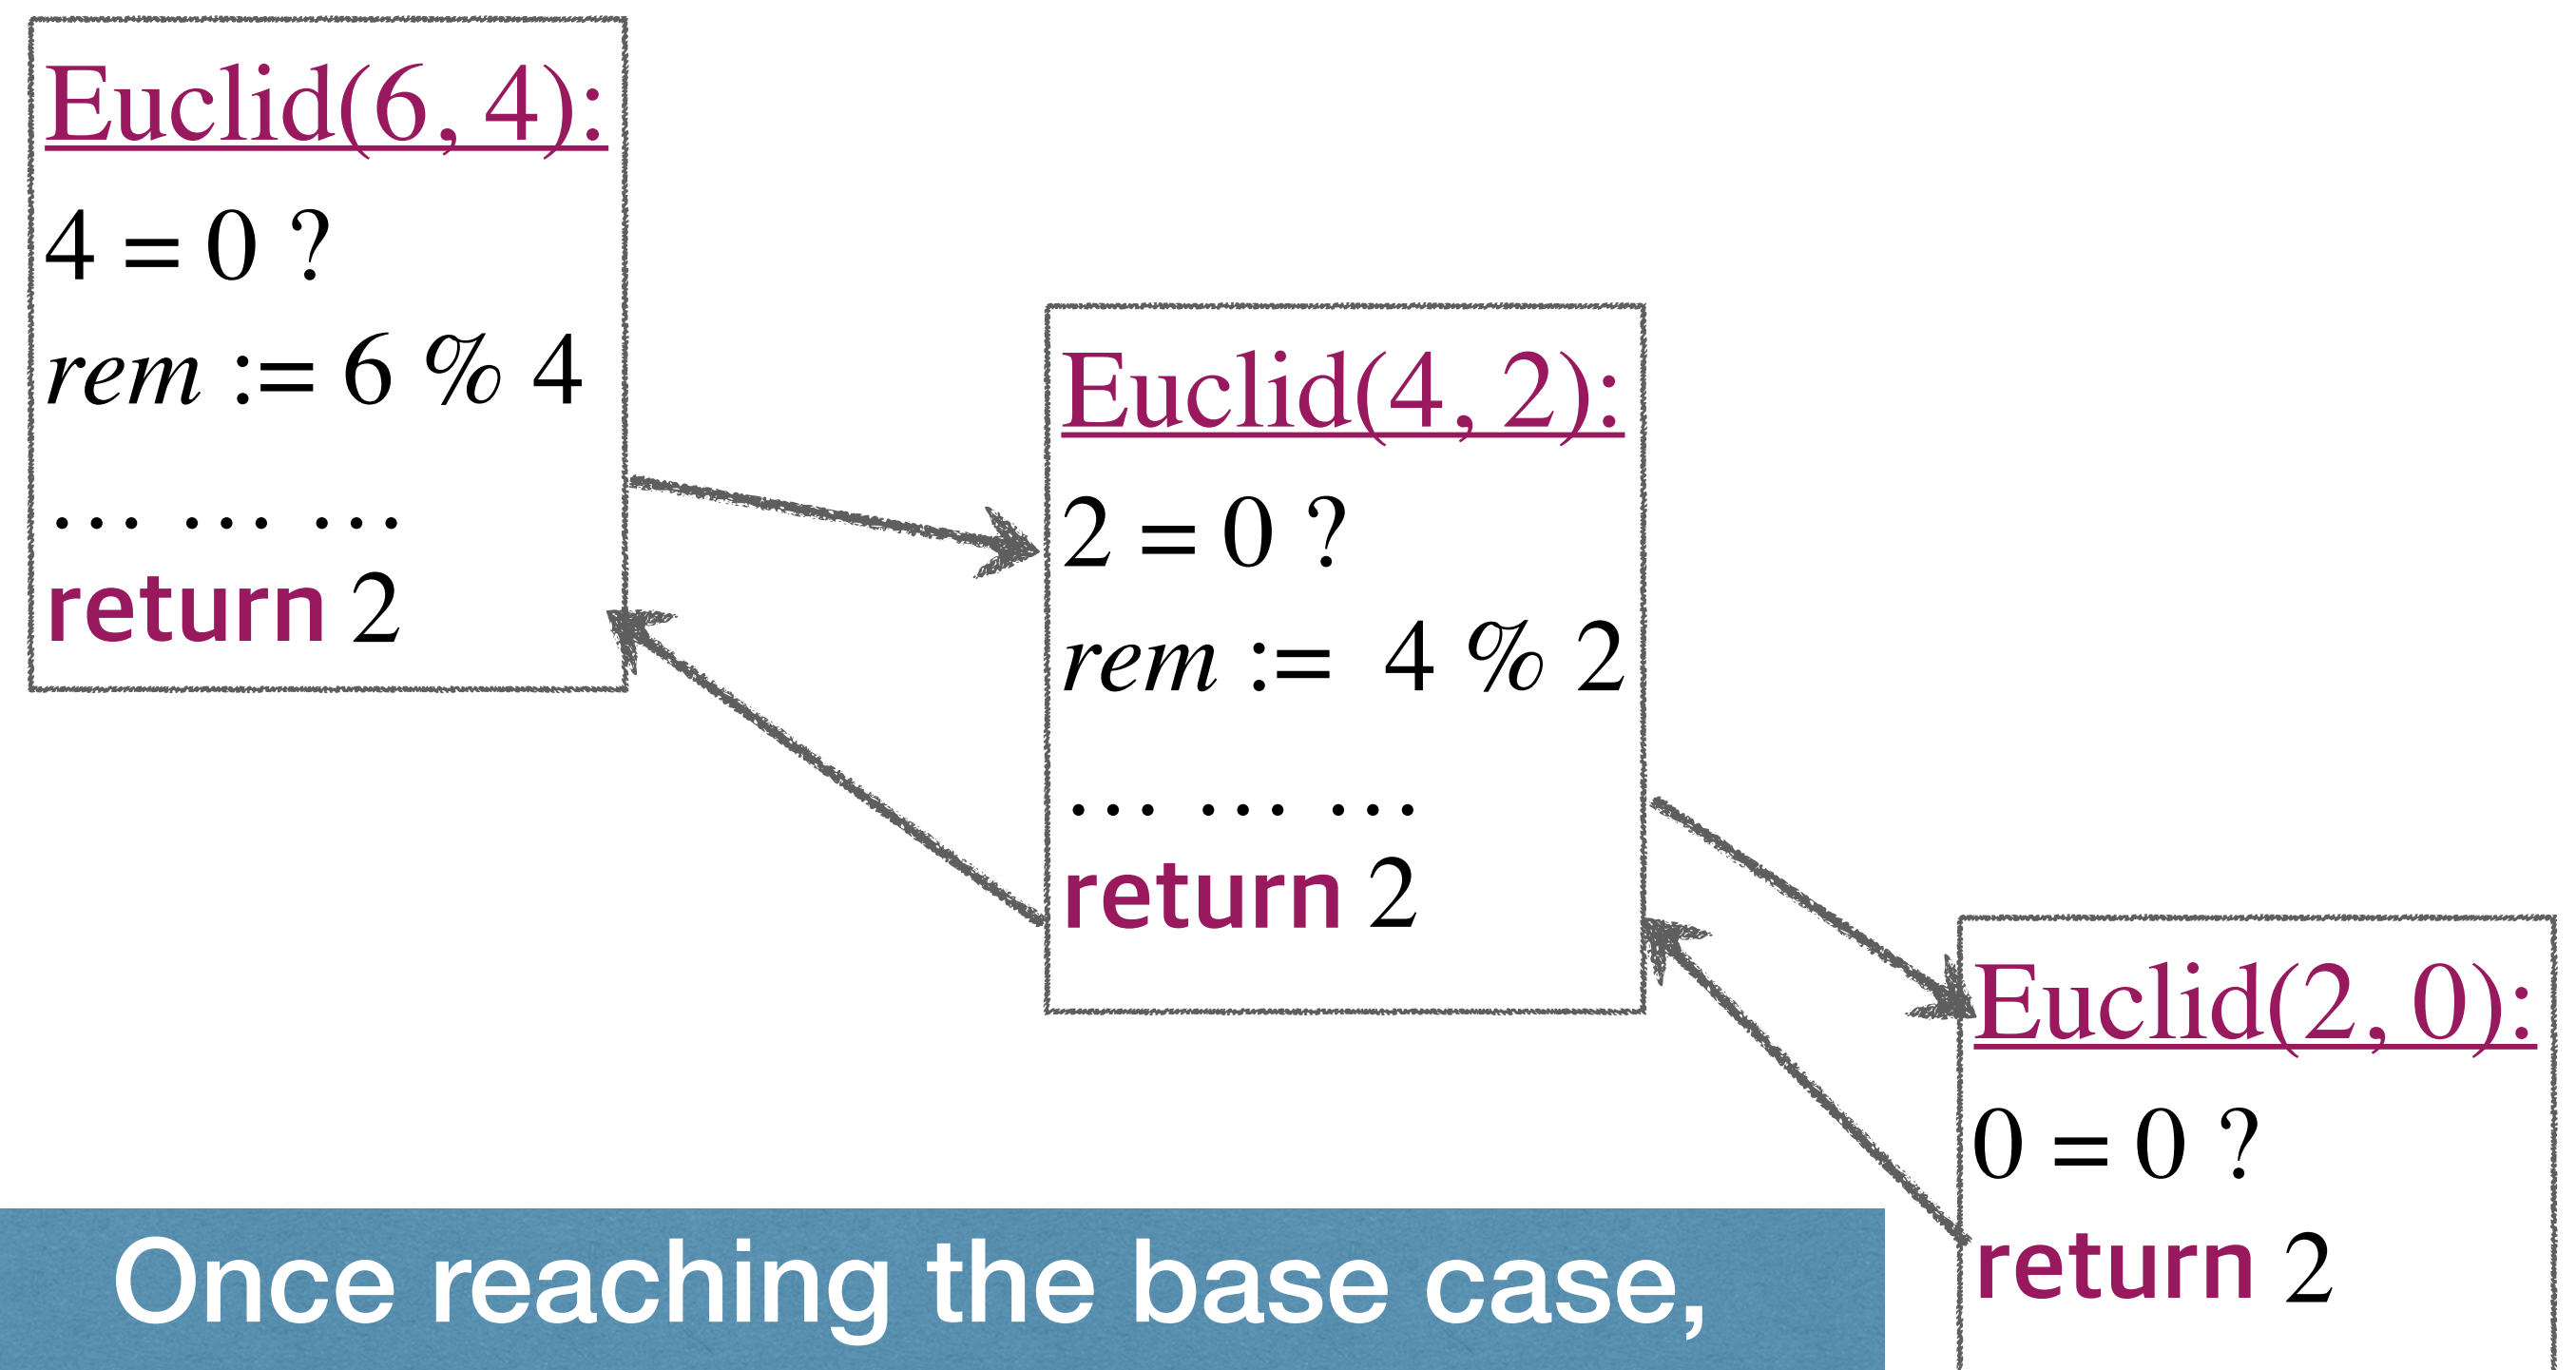 Euclid(6, 4):
4 = 0 ?
rem := 6 % 4
… … …
return 2
Euclid(4, 2):
2 = 0 ?
rem := 4 % 2
… … …
return 2
Euclid(2, 0):
0 = 0 ?
return 2
Once reaching the base case,